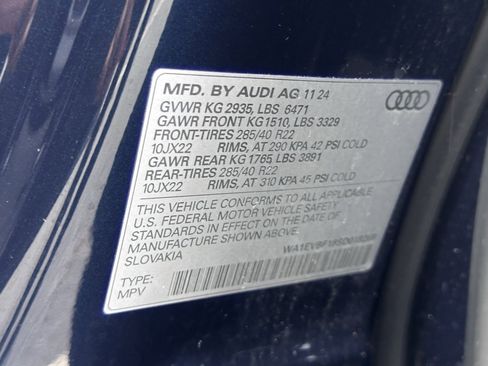 MFD. BY AUDI AG 11 24
GVWR KG 2935, LBS 6471
GAWR FRONT KG1510, LBS 3329
FRONT-TIRES 285/40 R22
10JX22 RIMS, AT 290 KPA 42 PSI COLD
GAWR REAR KG 1765 LBS 3891
REAR-TIRES 285/40 R22
10JX22 RIMS, AT 310 KPA 45 PSI COLD
THIS VEHICLE CONFORMS TO ALL APPLICABLE
U.S. FEDERAL MOTOR VEHICLE SAFETY
STANDARDS IN EFFECT ON THE DATE OF
MANUFACTURE SHOWN ABOVE.
SLOVAKIA
TYPE:
MPV